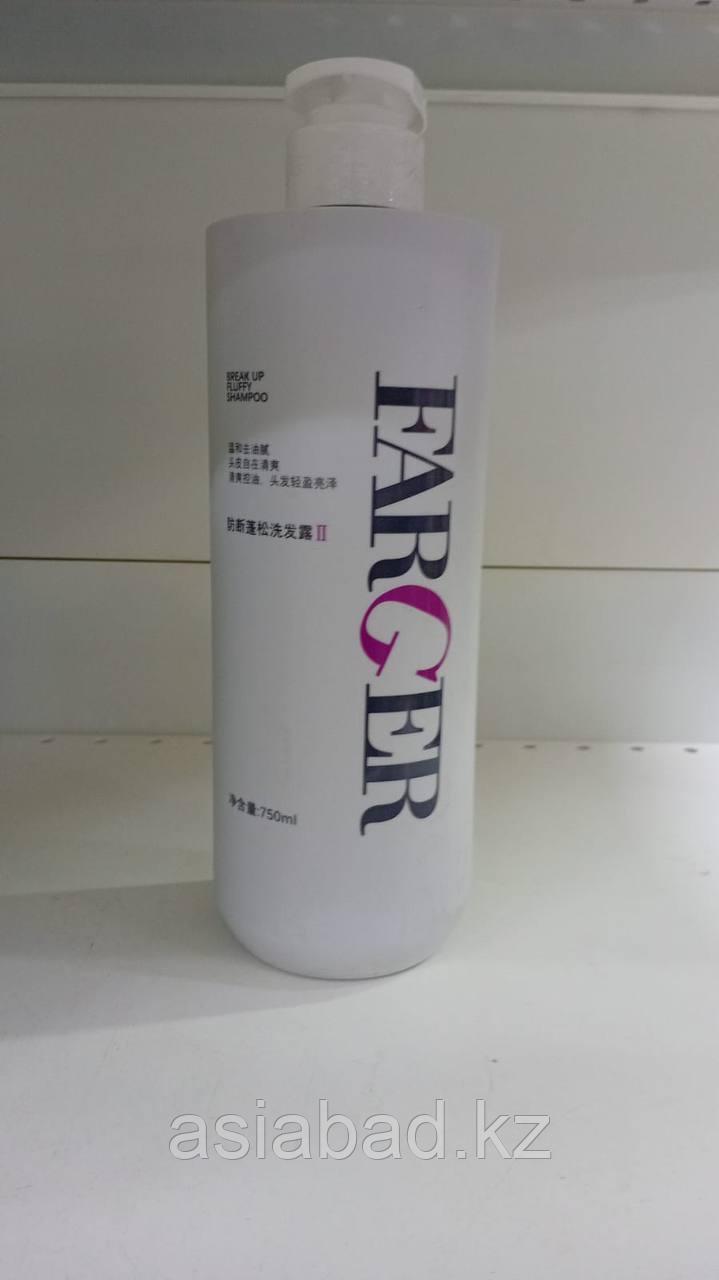 BREAK UP
FLUFFY
SHAMPOO
温和去油腻
头皮自在清爽
清爽控油、头发轻盈亮泽
防断蓬松洗发露 II
净含量:750ml
FARGER
asiabad.kz